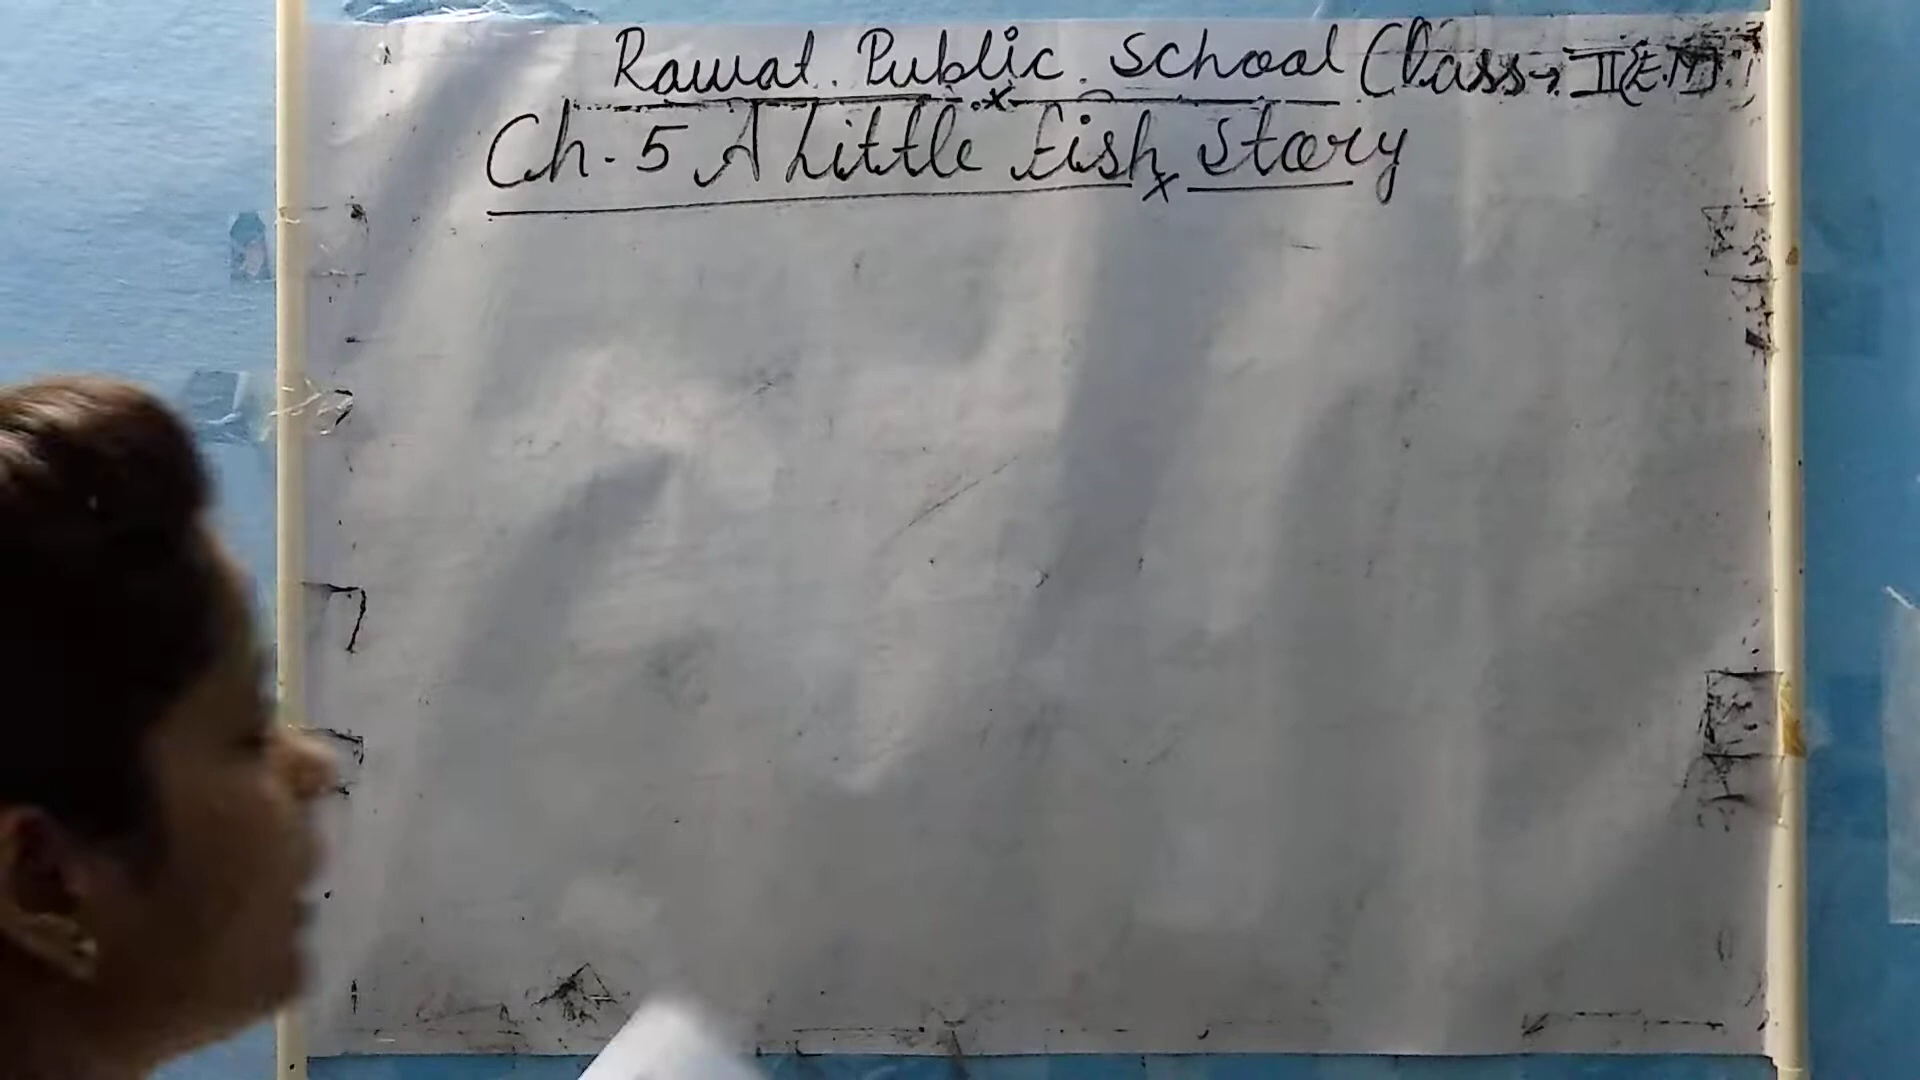 Rawat Public School Class → II(E.M)
Ch. 5 A Little Fish Story